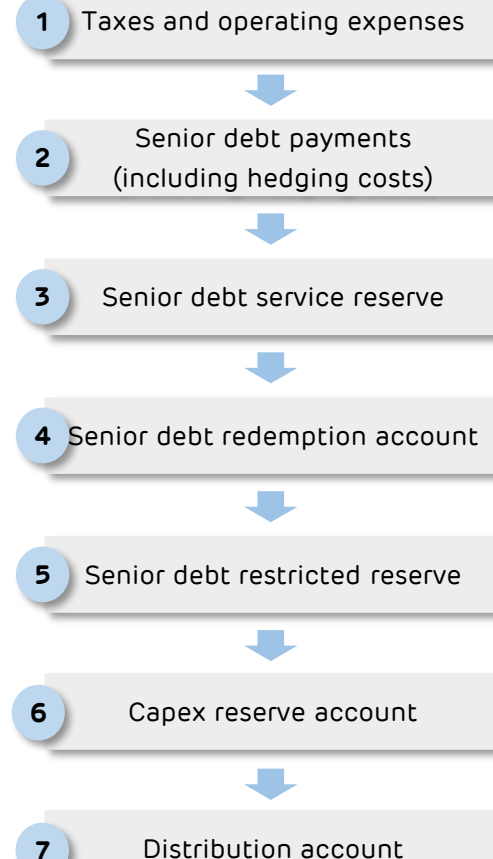 1 Taxes and operating expenses
2 Senior debt payments
(including hedging costs)
3 Senior debt service reserve
4 Senior debt redemption account
5 Senior debt restricted reserve
6 Capex reserve account
7 Distribution account